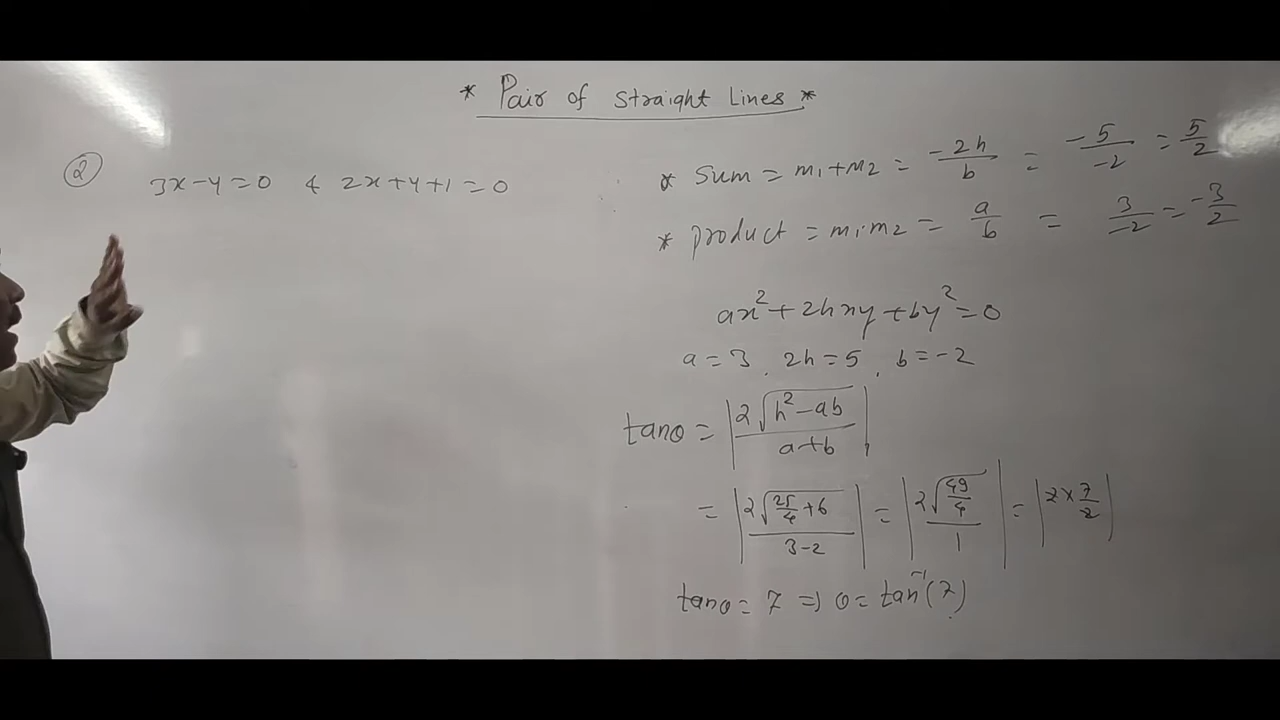 * Pair of Straight Lines *
② 3x-y=0 & 2x+y+1=0
* Sum = m₁+m₂ = -2h/b = -5/-2 = 5/2
* product = m₁.m₂ = a/b = 3/-2 = -3/2
ax²+2hxy+by²=0
a=3, 2h=5, b=-2
tanθ = |2√(h²-ab)/(a+b)|
= |2√(25/4+6)/(3-2)| = |2√(49/4)/1| = |2×7/2|
tanθ = 7 => θ = tan⁻¹(7)